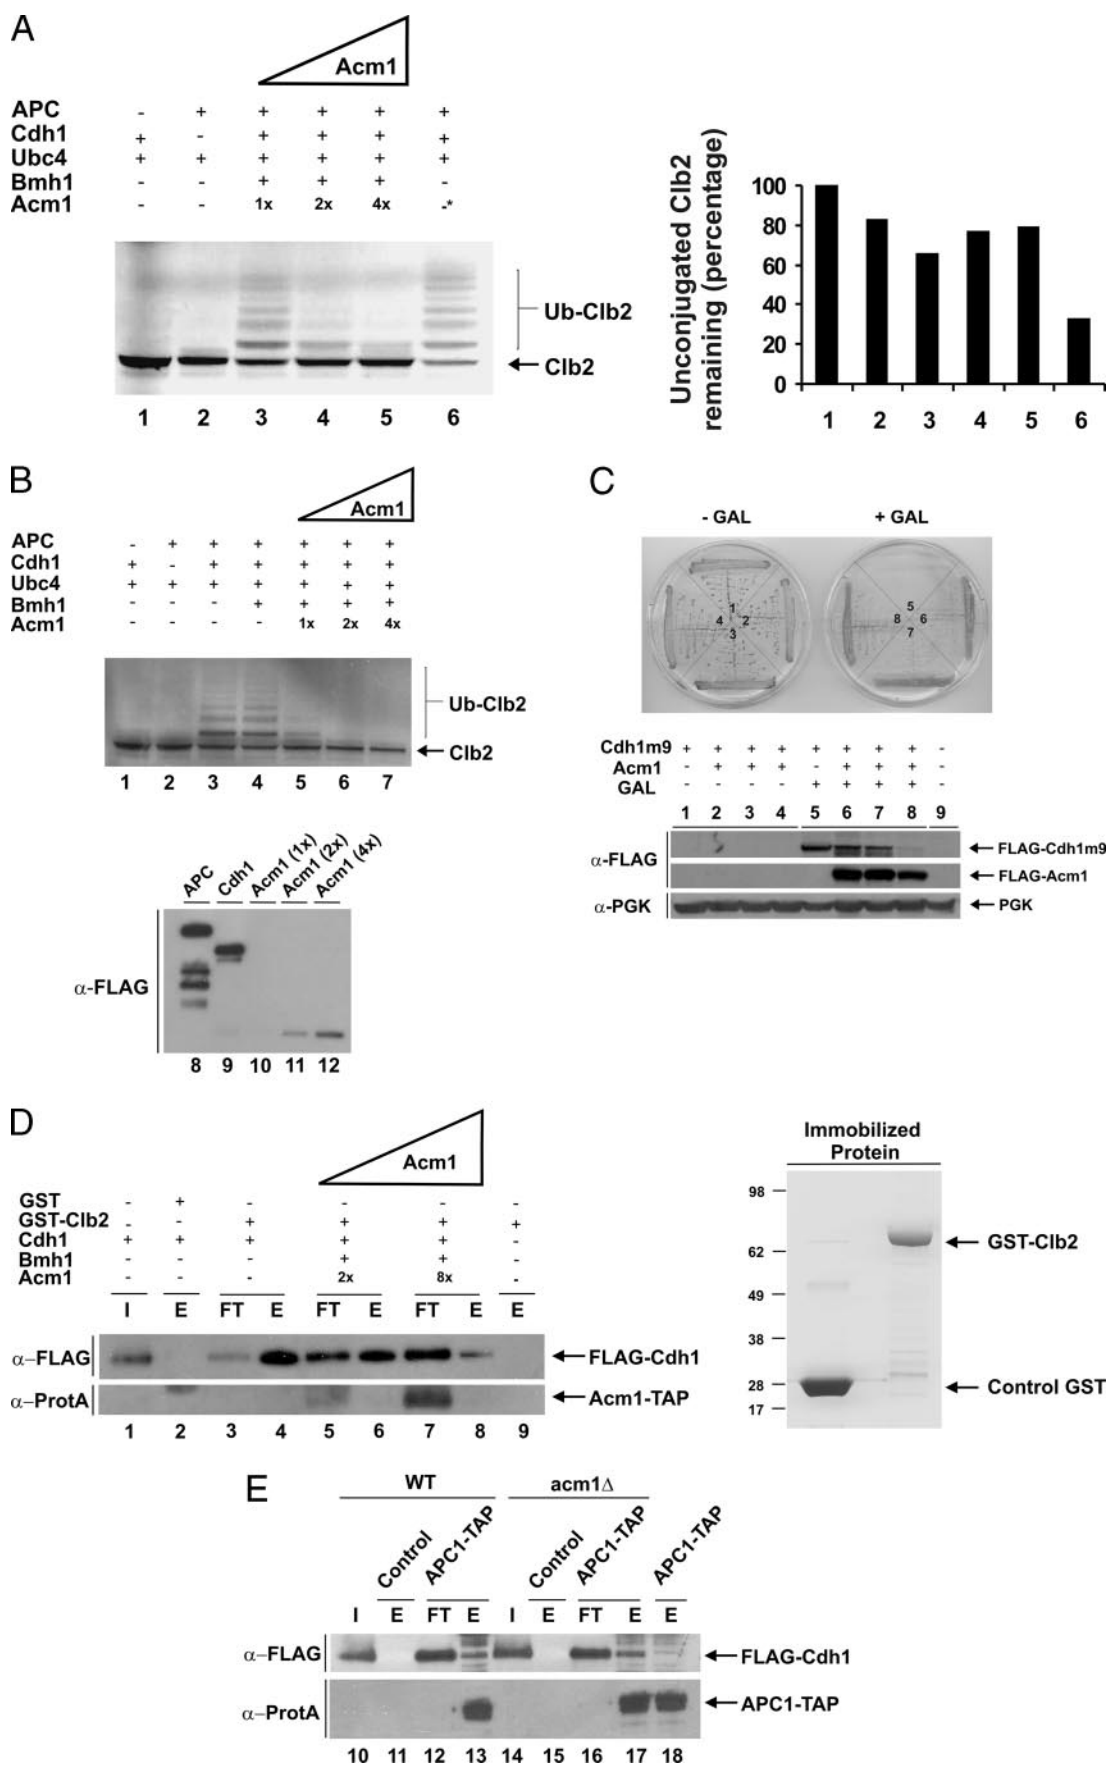 A
Acm1
APC - + + + + +
Cdh1 + - + + + +
Ubc4 + + + + + +
Bmh1 - - + + + -
Acm1 - - 1x 2x 4x -*
Ub-Clb2
Clb2
1 2 3 4 5 6
Unconjugated Clb2
remaining (percentage)
100
80
60
40
20
0
1 2 3 4 5 6
B
Acm1
APC - + + + + + +
Cdh1 + - + + + + +
Ubc4 + + + + + + +
Bmh1 - - - + + + +
Acm1 - - - - 1x 2x 4x
Ub-Clb2
Clb2
1 2 3 4 5 6 7
APC Cdh1 Acm1 (1x) Acm1 (2x) Acm1 (4x)
α-FLAG
8 9 10 11 12
C
- GAL + GAL
1 2 3 4
5 6 7 8
Cdh1m9 + + + + + + + + -
Acm1 - + + + - + + + -
GAL - - - - + + + + -
1 2 3 4 5 6 7 8 9
α-FLAG
FLAG-Cdh1m9
FLAG-Acm1
α-PGK
PGK
D
Acm1
GST - + - - - -
GST-Clb2 - - + + + +
Cdh1 + + + + + -
Bmh1 - - - + + -
Acm1 - - - 2x 8x -
I E FT E FT E FT E E
α–FLAG
FLAG-Cdh1
α–ProtA
Acm1-TAP
1 2 3 4 5 6 7 8 9
Immobilized
Protein
98
62
49
38
28
17
GST-Clb2
Control GST
E
WT acm1Δ
Control APC1-TAP Control APC1-TAP APC1-TAP
I E FT E I E FT E E
α–FLAG
FLAG-Cdh1
α–ProtA
APC1-TAP
10 11 12 13 14 15 16 17 18